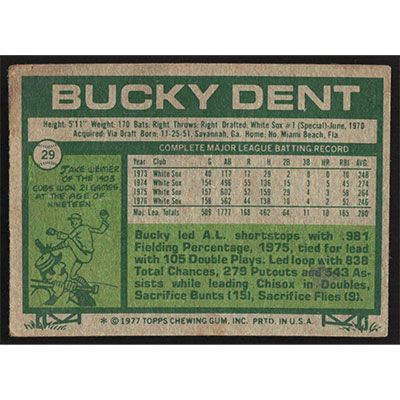 BUCKY DENT
Height: 5'11" Weight: 170 Bats: Right Throws: Right Drafted: White Sox #1 (Special)-June, 1970
Acquired: Via Draft Born: 11-25-51, Savannah, Ga. Home: No. Miami Beach, Fla.
29
JAKE WEIMER
OF THE 1903
CUBS WON 21 GAMES
AT THE AGE OF
NINETEEN
COMPLETE MAJOR LEAGUE BATTING RECORD
Year Club G AB R H 2B 3B HR RBI AVG
1973 White Sox 40 117 17 29 2 0 0 10 .248
1974 White Sox 154 496 55 136 15 3 5 45 .274
1975 White Sox 157 602 52 159 29 4 3 58 .264
1976 White Sox 158 562 44 138 18 4 2 52 .246
Maj. Lea. Totals 509 1777 168 462 64 11 10 165 .260
Bucky led A.L. shortstops with .981
Fielding Percentage, 1975, tied for lead
with 105 Double Plays. Led loop with 838
Total Chances, 279 Putouts and 543 As-
sists while leading Chisox in Doubles,
Sacrifice Bunts (15), Sacrifice Flies (9).
* © 1977 TOPPS CHEWING GUM, INC. PRTD. IN U.S.A.